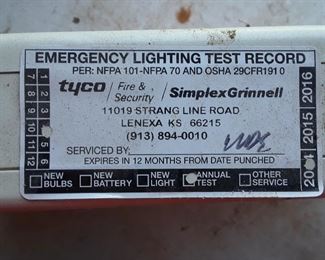 EMERGENCY LIGHTING TEST RECORD
PER: NFPA 101-NFPA 70 AND OSHA 29CFR1910
tyco / Fire & Security / SimplexGrinnell
11019 STRANG LINE ROAD
LENEXA KS 66215
(913) 894-0010
SERVICED BY:
EXPIRES IN 12 MONTHS FROM DATE PUNCHED
NEW BULBS NEW BATTERY NEW LIGHT ANNUAL TEST OTHER SERVICE
1 2 3 4 5 6
7 8 9 10 11 12
2015 2016